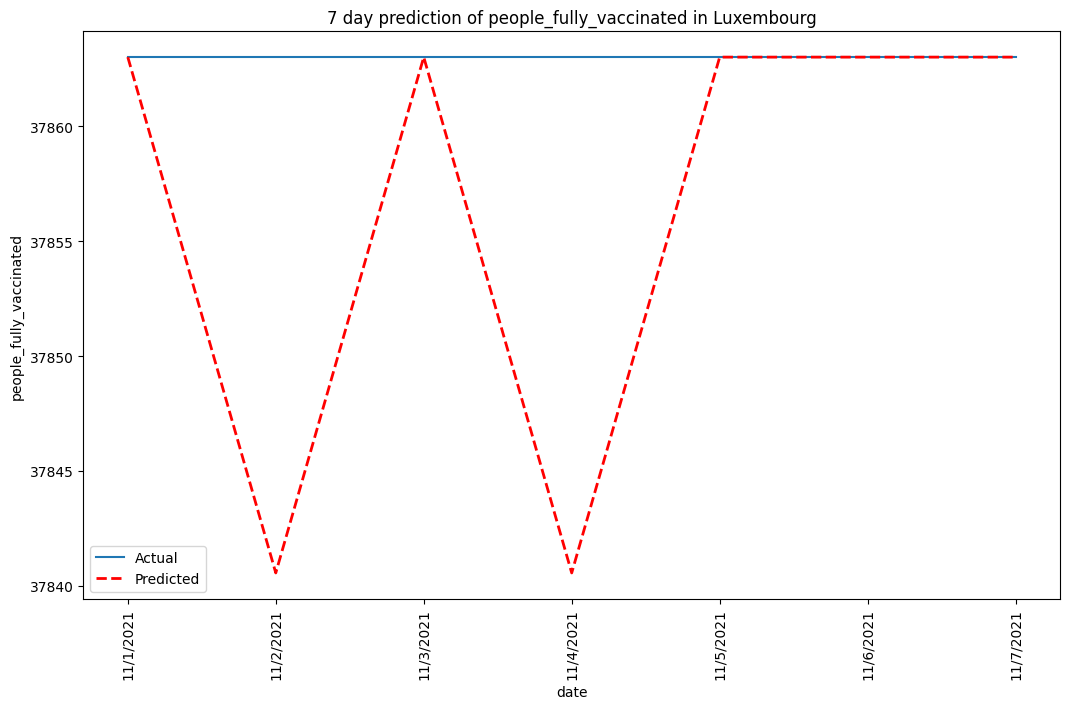 7 day prediction of people_fully_vaccinated in Luxembourg
people_fully_vaccinated
37860
37855
37850
37845
37840
Actual
Predicted
11/1/2021
11/2/2021
11/3/2021
11/4/2021
11/5/2021
11/6/2021
11/7/2021
date